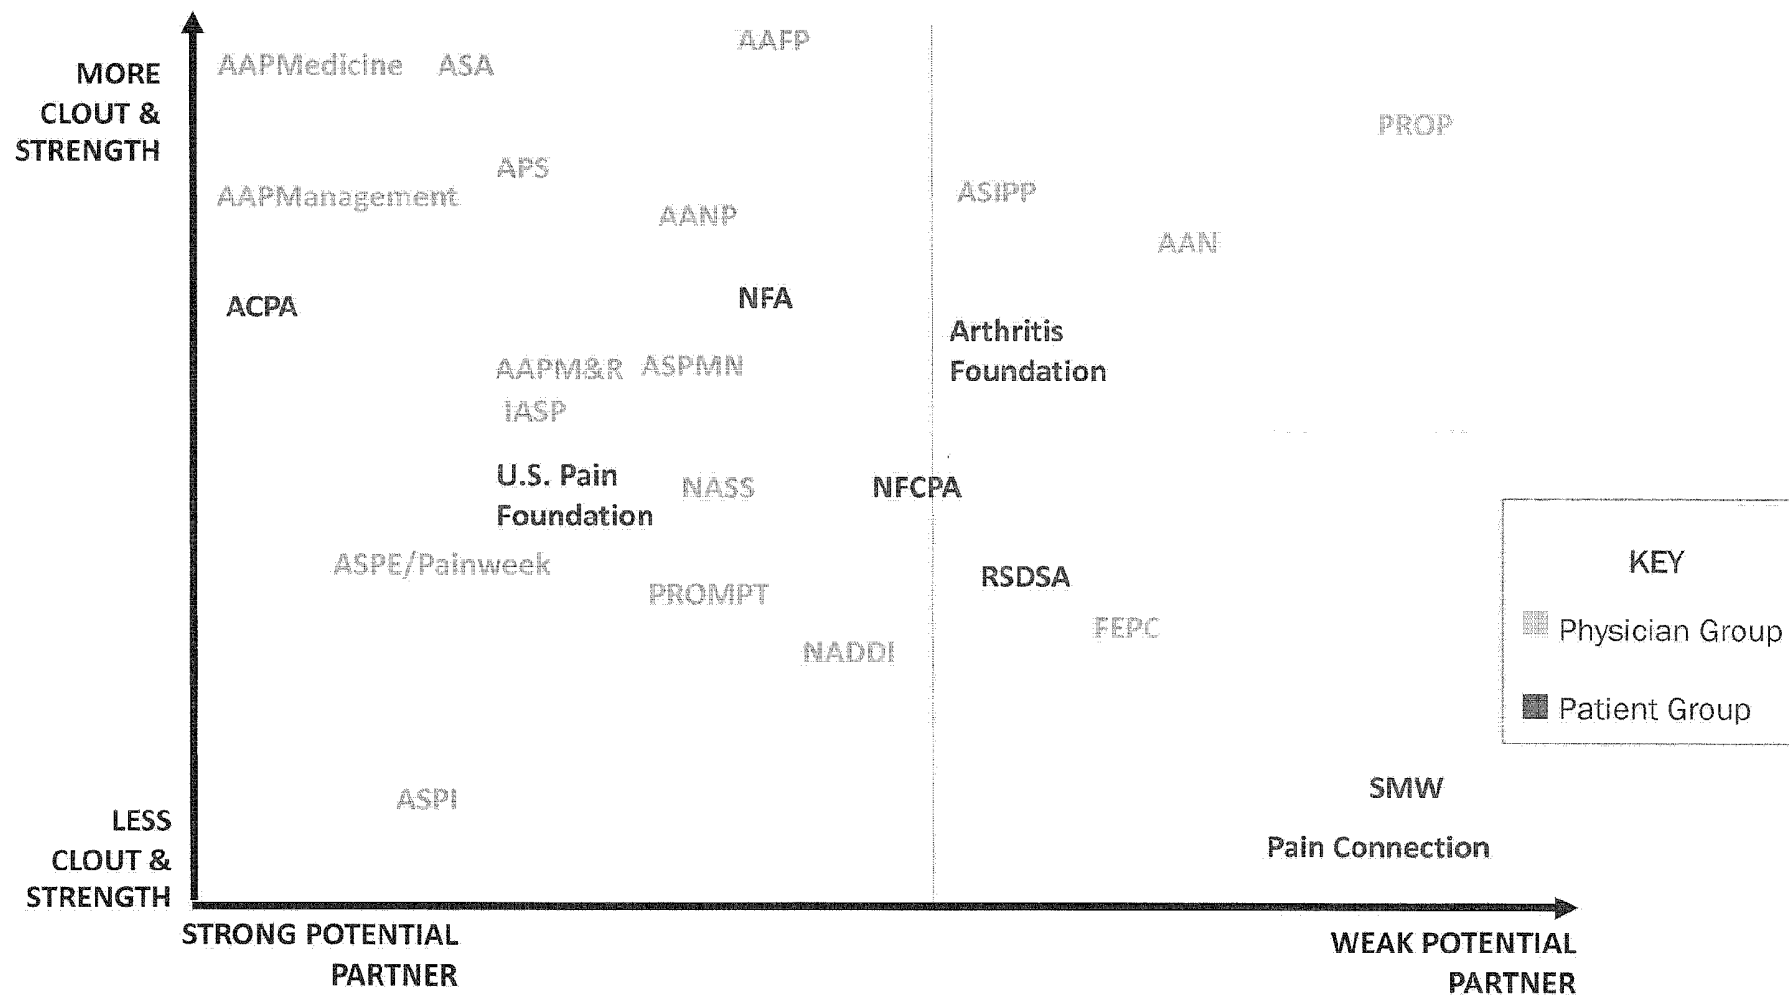 AAFP
AAPMedicine ASA
MORE
CLOUT &
STRENGTH
PROP
APS
AAPManagement
ASIPP
AANP
AAN
ACPA
NFA
Arthritis
Foundation
AAPM&R ASPMN
IASP
U.S. Pain
Foundation
NASS
NFCPA
ASPE/Painweek
PROMPT
RSDSA
FEPC
NADDI
KEY
Physician Group
Patient Group
ASPI
SMW
Pain Connection
LESS
CLOUT &
STRENGTH
STRONG POTENTIAL
PARTNER
WEAK POTENTIAL
PARTNER